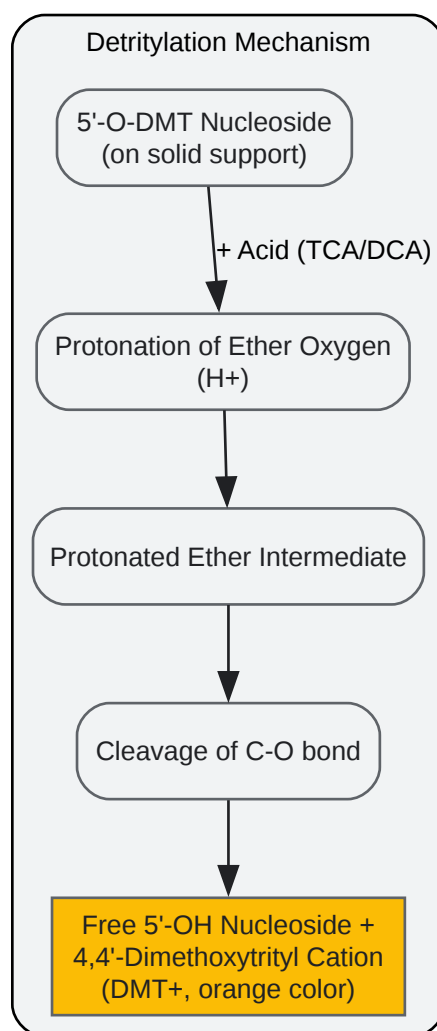 Detritylation Mechanism
5'-O-DMT Nucleoside
(on solid support)
+ Acid (TCA/DCA)
Protonation of Ether Oxygen
(H+)
Protonated Ether Intermediate
Cleavage of C-O bond
Free 5'-OH Nucleoside +
4,4'-Dimethoxytrityl Cation
(DMT+, orange color)